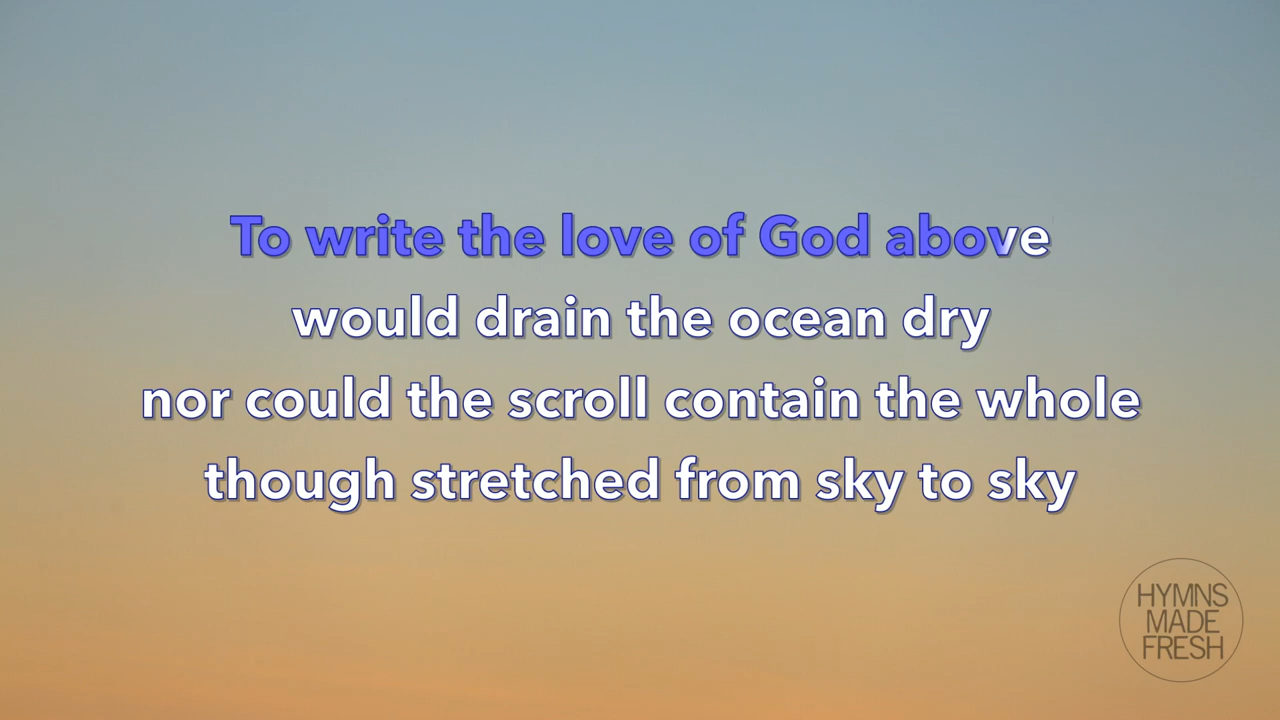 To write the love of God above
would drain the ocean dry
nor could the scroll contain the whole
though stretched from sky to sky
HYMNS
MADE
FRESH